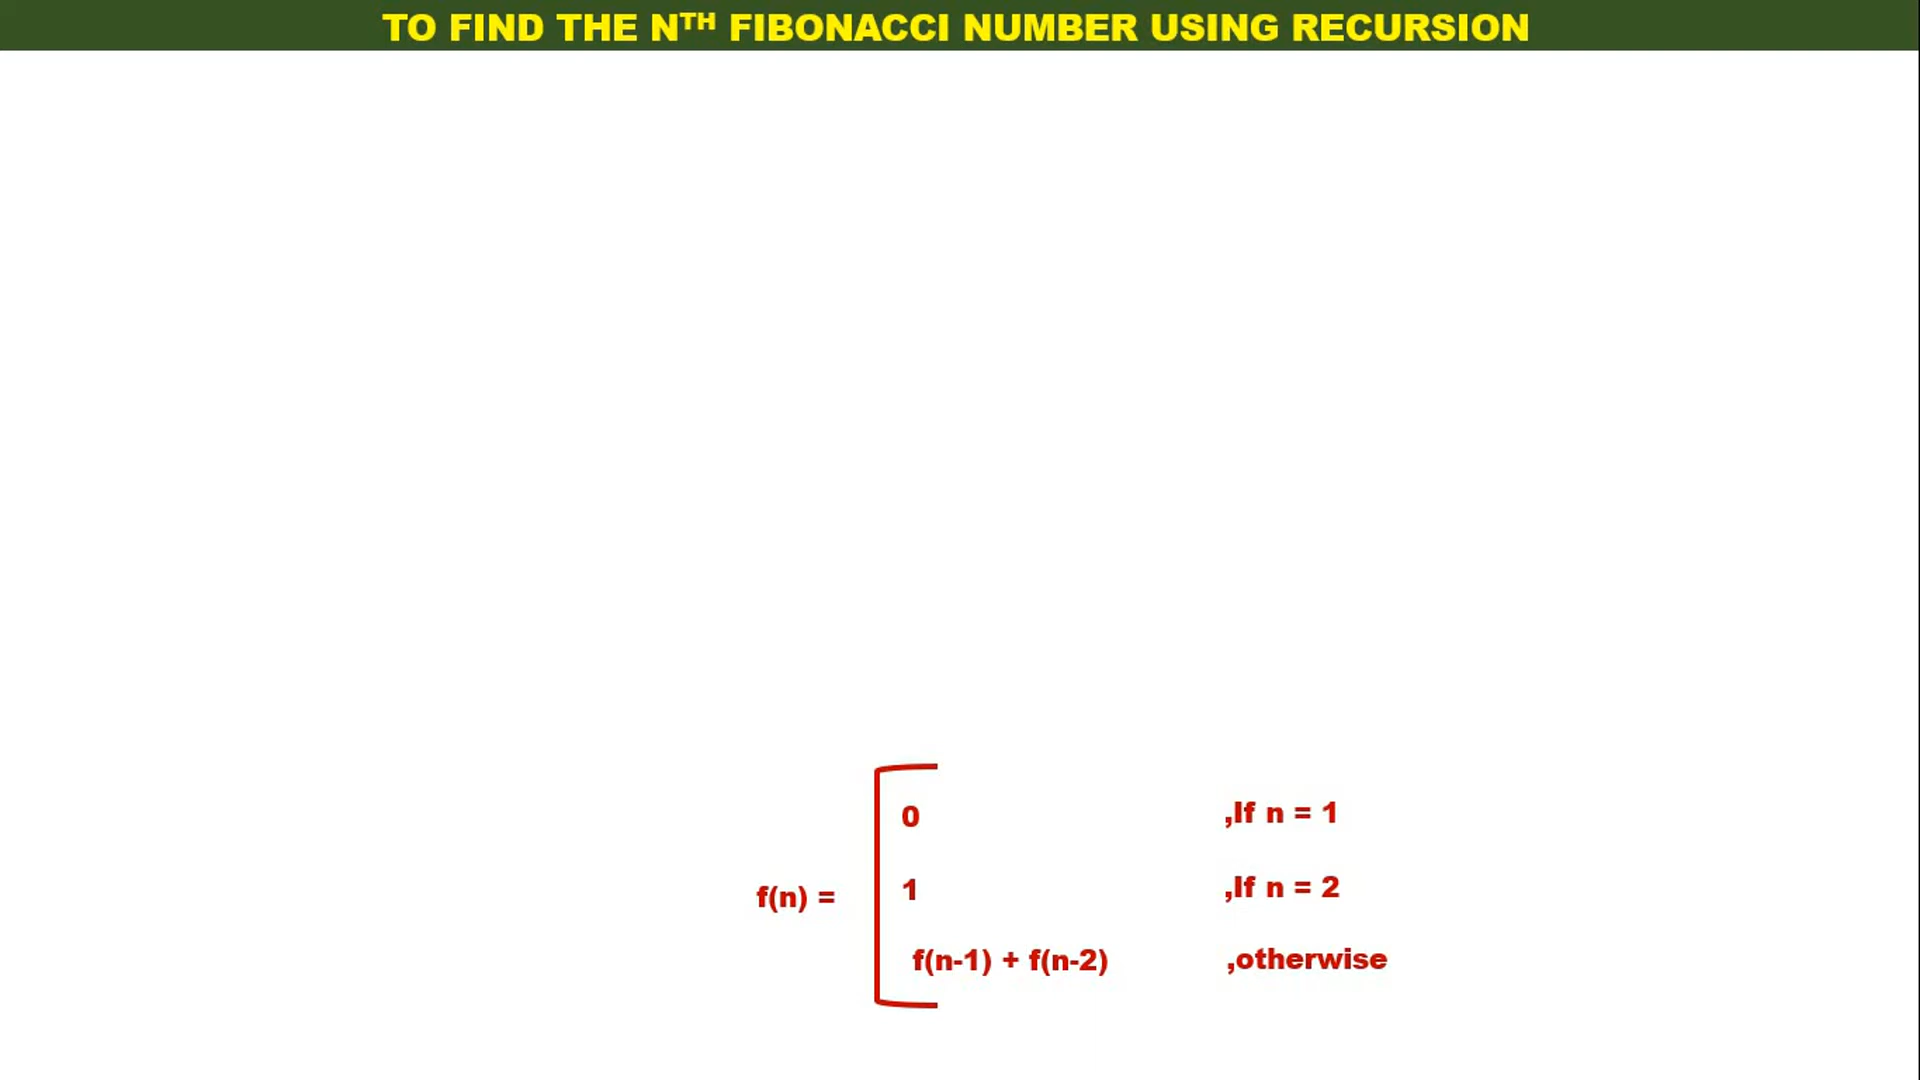 TO FIND THE NTH FIBONACCI NUMBER USING RECURSION
0 ,If n = 1
f(n) = 1 ,If n = 2
f(n-1) + f(n-2) ,otherwise